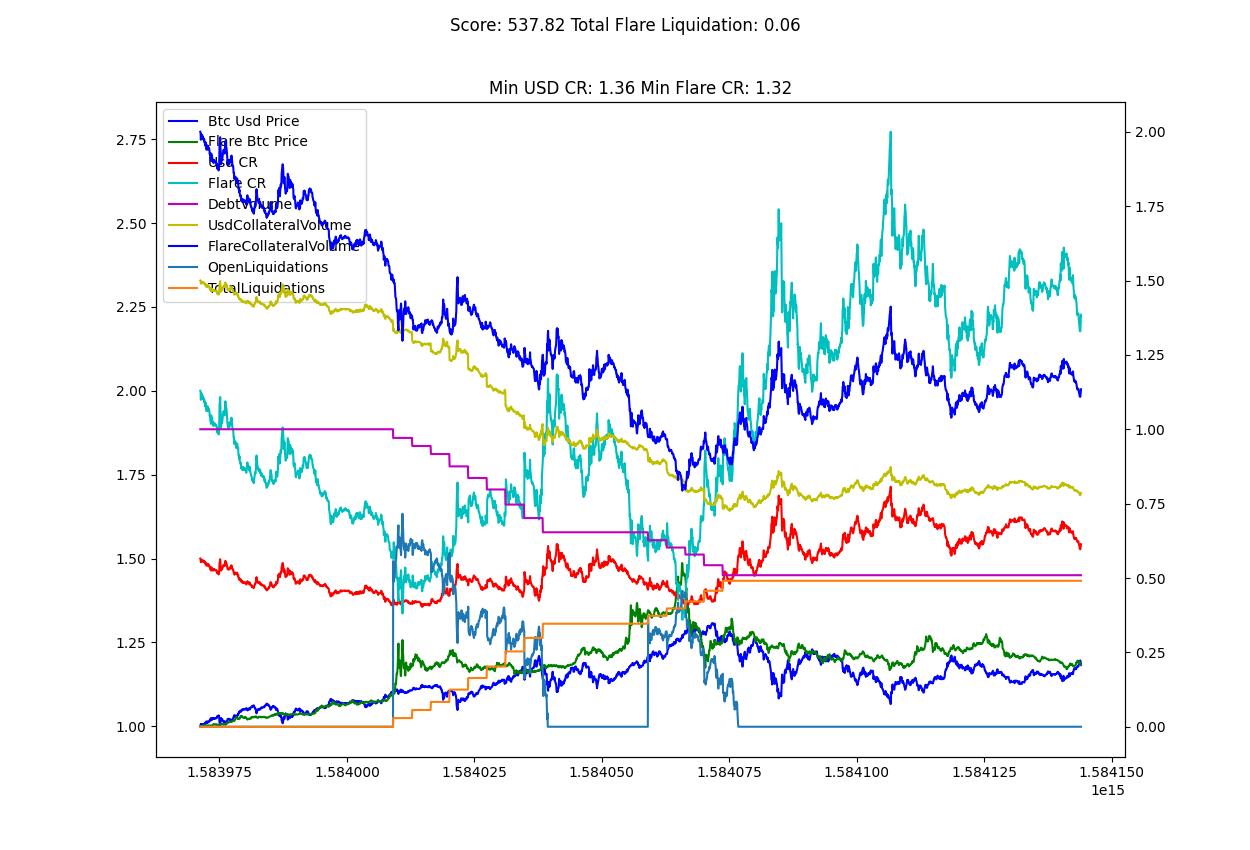 Score: 537.82 Total Flare Liquidation: 0.06
Min USD CR: 1.36 Min Flare CR: 1.32
Btc Usd Price
Flare Btc Price
Usd CR
Flare CR
DebtVolume
UsdCollateralVolume
FlareCollateralVolume
OpenLiquidations
TotalLiquidations
2.75
2.50
2.25
2.00
1.75
1.50
1.25
1.00
2.00
1.75
1.50
1.25
1.00
0.75
0.50
0.25
0.00
1.583975 1.584000 1.584025 1.584050 1.584075 1.584100 1.584125 1.584150
1e15